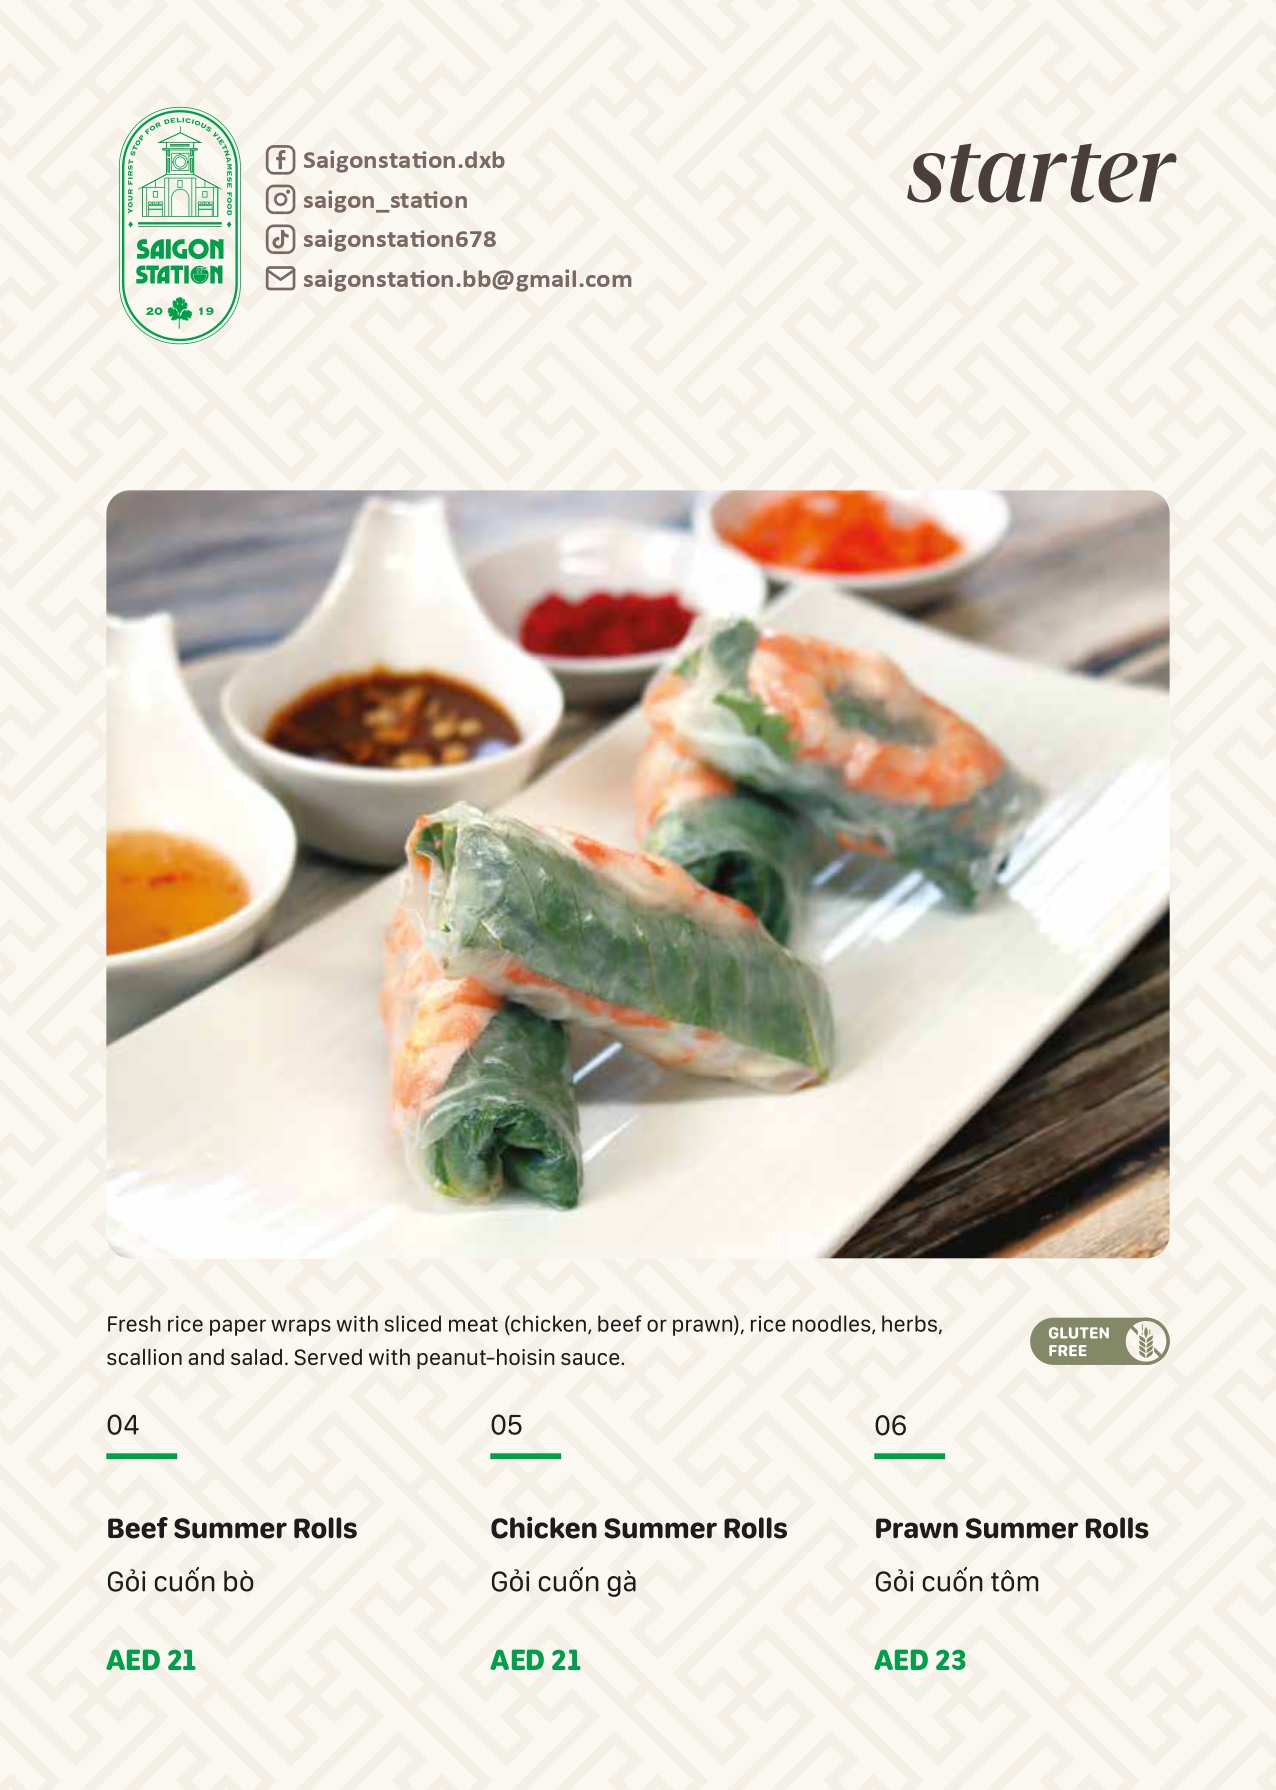 YOUR FIRST STOP FOR DELICIOUS VIETNAMESE FOOD
SAIGON
STATION
20 19
Saigonstation.dxb
saigon_station
saigonstation678
saigonstation.bb@gmail.com
starter
Fresh rice paper wraps with sliced meat (chicken, beef or prawn), rice noodles, herbs,
scallion and salad. Served with peanut-hoisin sauce.
GLUTEN
FREE
04
Beef Summer Rolls
Gỏi cuốn bò
AED 21
05
Chicken Summer Rolls
Gỏi cuốn gà
AED 21
06
Prawn Summer Rolls
Gỏi cuốn tôm
AED 23